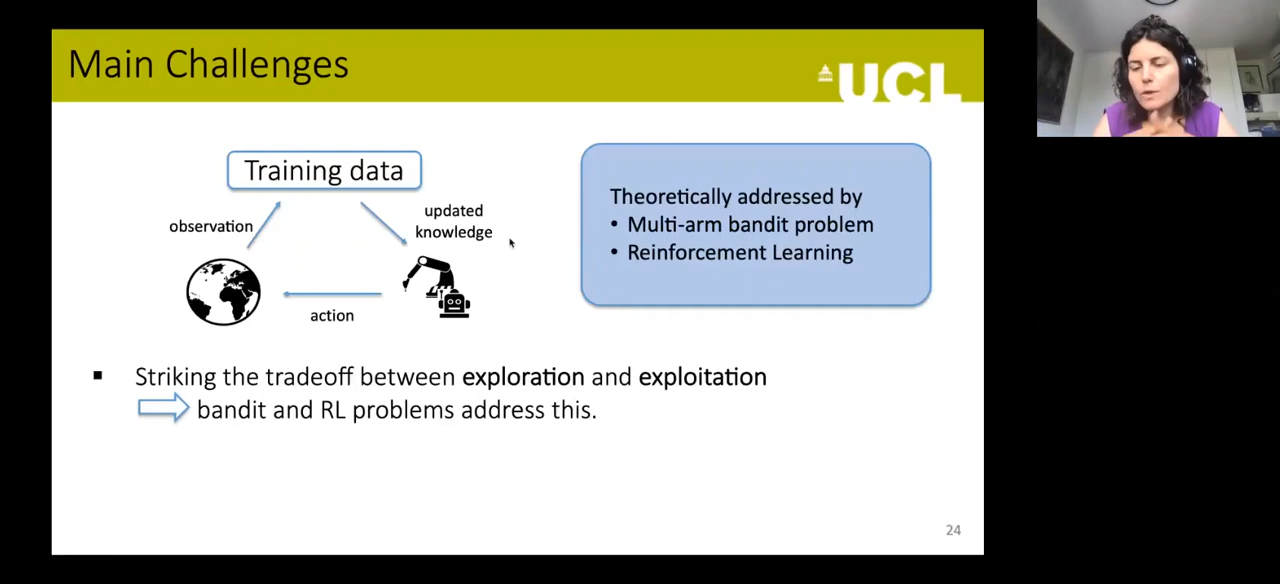 Main Challenges
UCL
Training data
observation
updated
knowledge
action
Theoretically addressed by
• Multi-arm bandit problem
• Reinforcement Learning
▪ Striking the tradeoff between exploration and exploitation
bandit and RL problems address this.
24